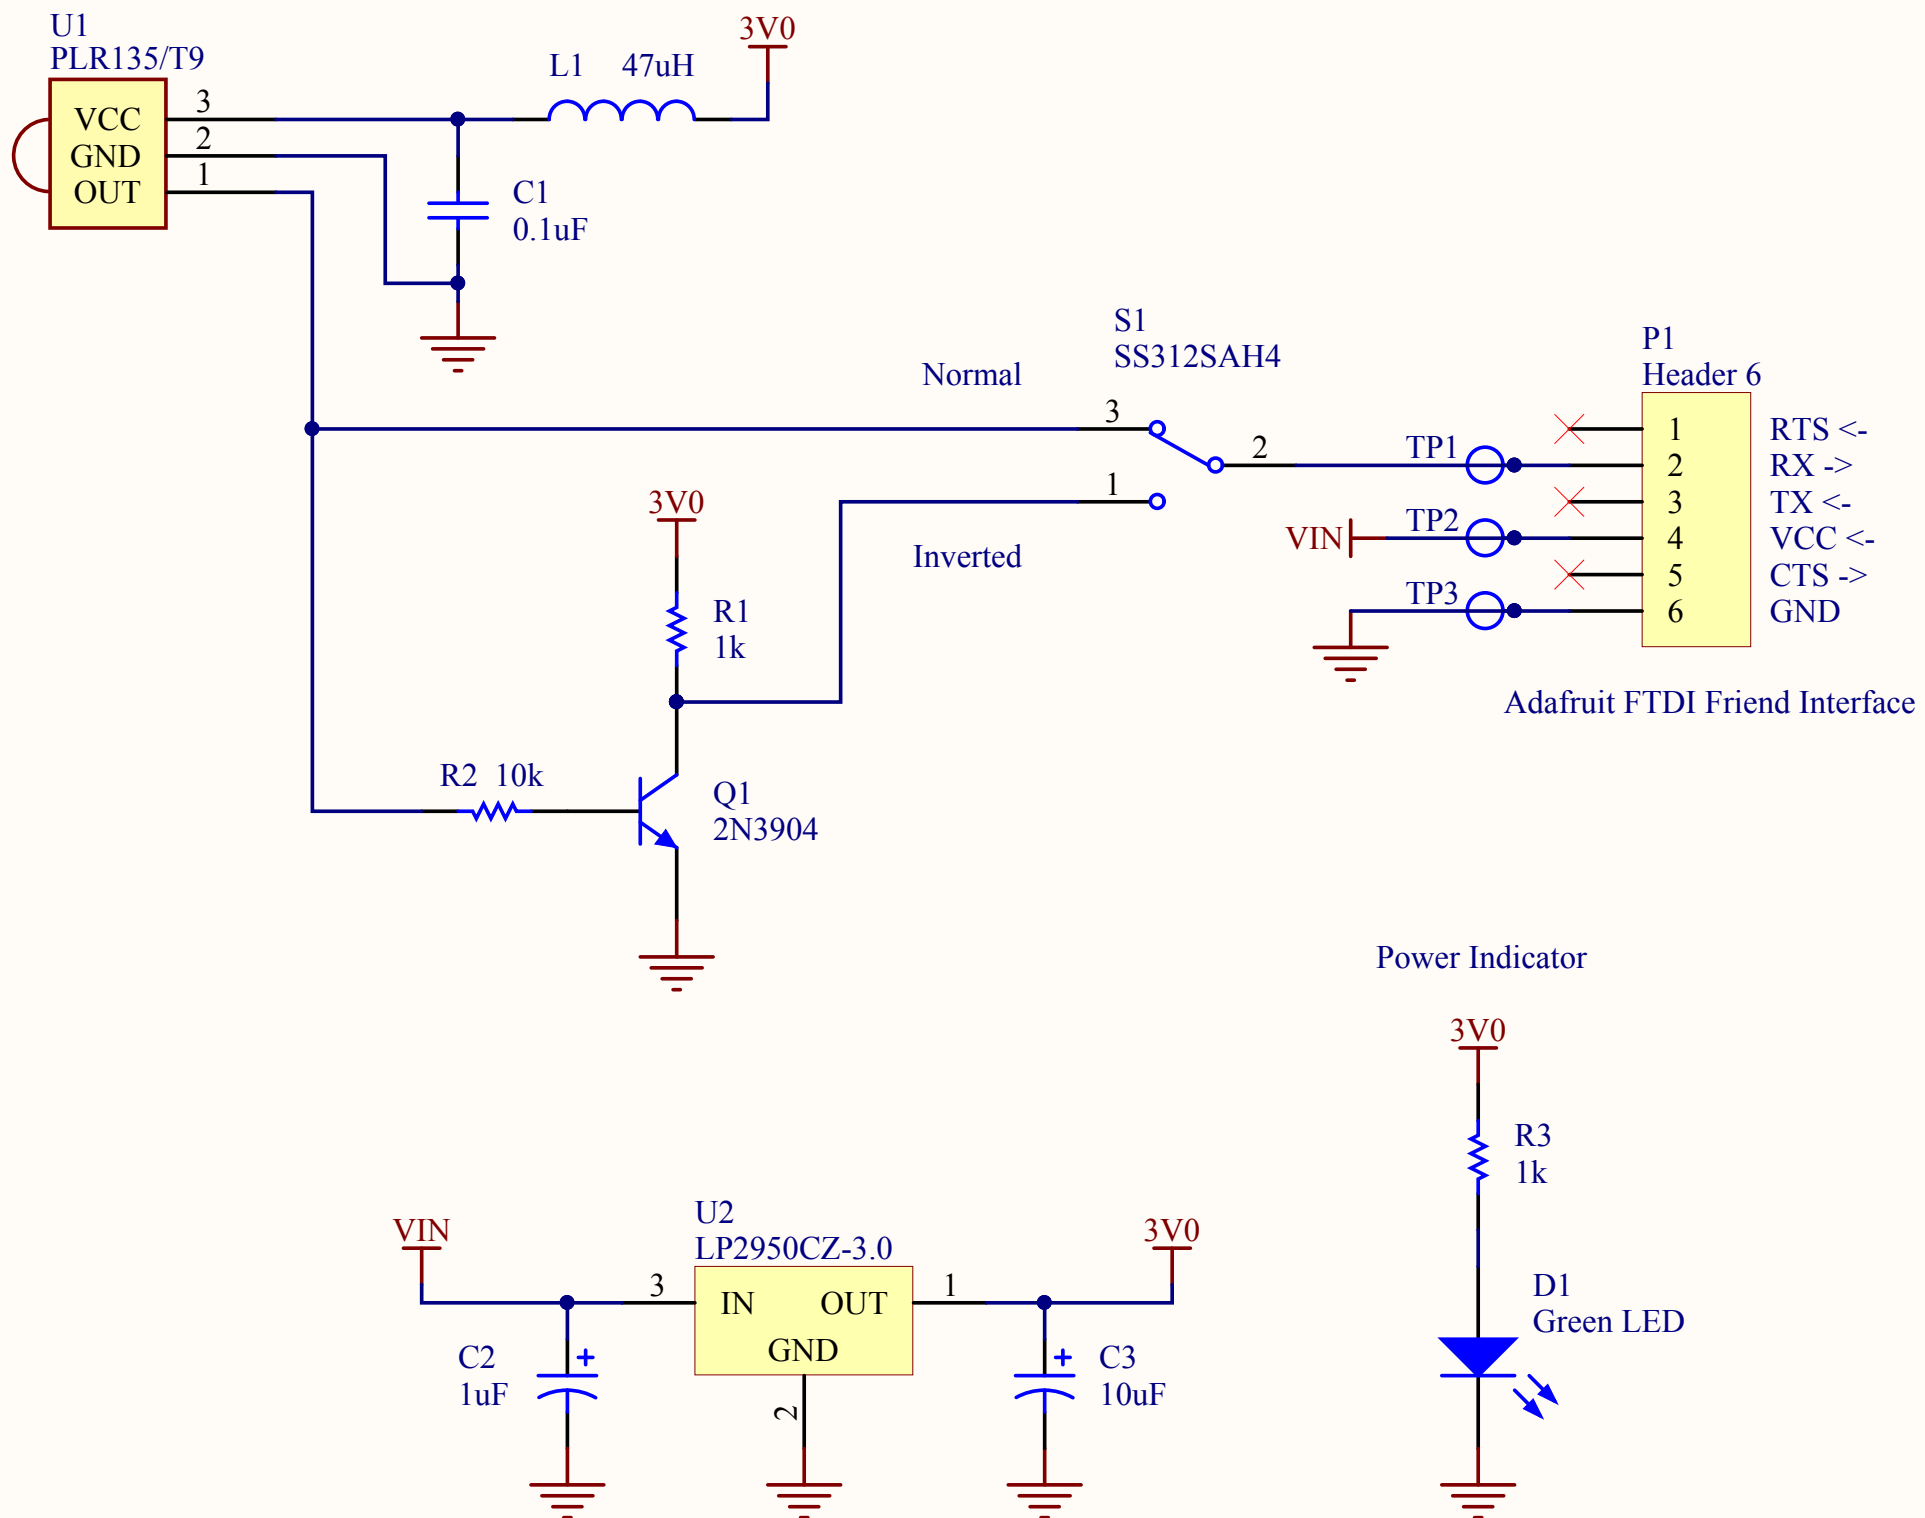 U1
PLR135/T9
VCC
GND
OUT
3
2
1
L1 47uH
3V0
C1
0.1uF
Normal
S1
SS312SAH4
3
2
1
Inverted
3V0
R1
1k
R2 10k
Q1
2N3904
P1
Header 6
TP1
VIN
TP2
TP3
1 RTS <-
2 RX ->
3 TX <-
4 VCC <-
5 CTS ->
6 GND
Adafruit FTDI Friend Interface
Power Indicator
3V0
R3
1k
D1
Green LED
VIN
U2
LP2950CZ-3.0
3V0
3
IN
OUT
1
GND
2
C2
1uF
+
+
C3
10uF